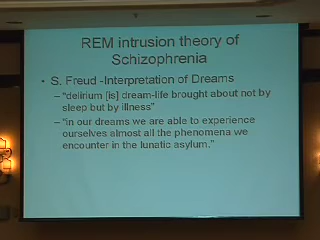 REM intrusion theory of
Schizophrenia
• S. Freud -Interpretation of Dreams
– "delirium [is] dream-life brought about not by
sleep but by illness"
– "in our dreams we are able to experience
ourselves almost all the phenomena we
encounter in the lunatic asylum."